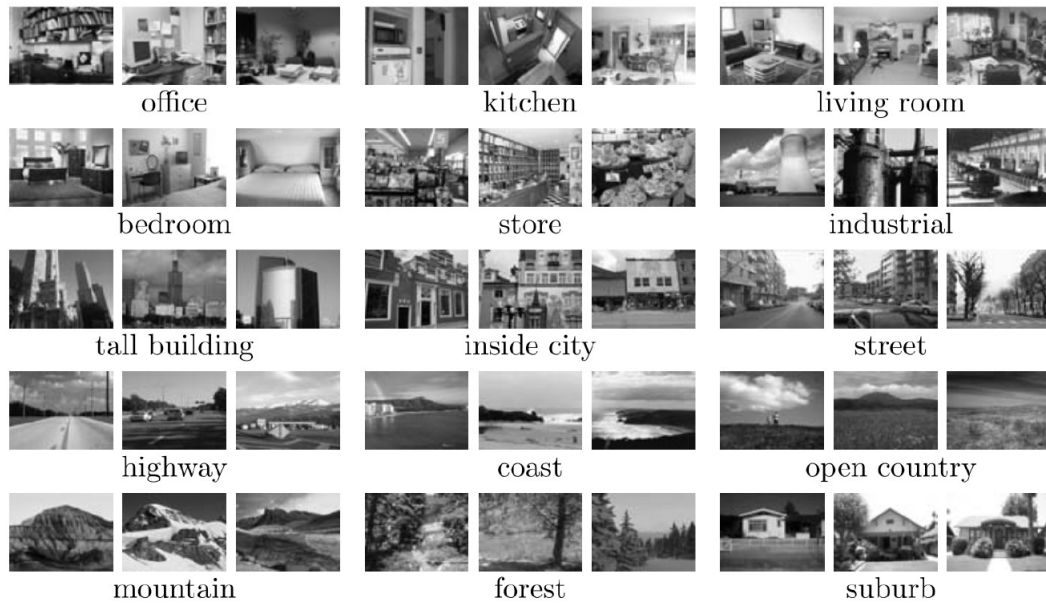 office
kitchen
living room
bedroom
store
industrial
tall building
inside city
street
highway
coast
open country
mountain
forest
suburb